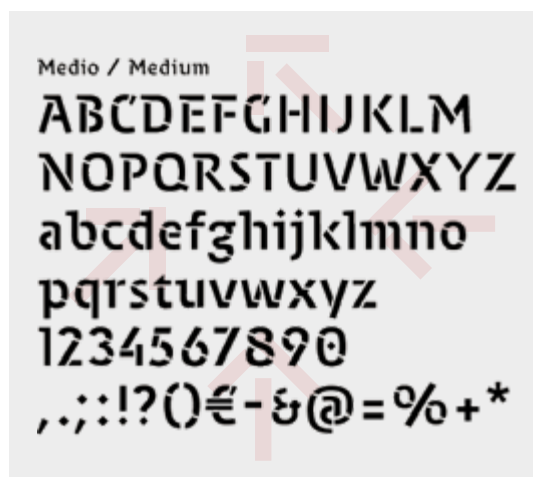 Medio / Medium
ABCDEFGHIJKLM
NOPQRSTUVWXYZ
abcdefghijklmno
pqrstuvwxyz
1234567890
,.;:!?()€-&@=%+*